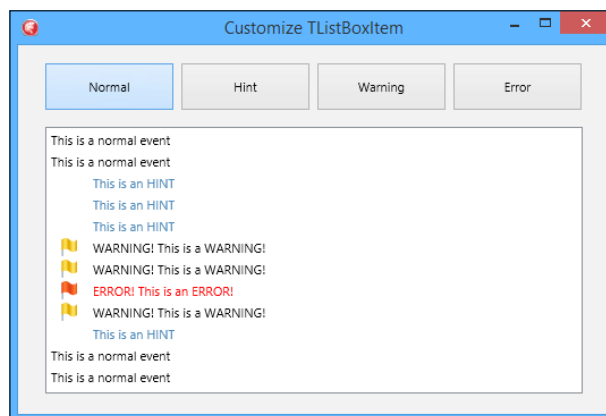 Customize TListBoxItem
Normal Hint Warning Error
This is a normal event
This is a normal event
This is an HINT
This is an HINT
This is an HINT
WARNING! This is a WARNING!
WARNING! This is a WARNING!
ERROR! This is an ERROR!
WARNING! This is a WARNING!
This is an HINT
This is a normal event
This is a normal event